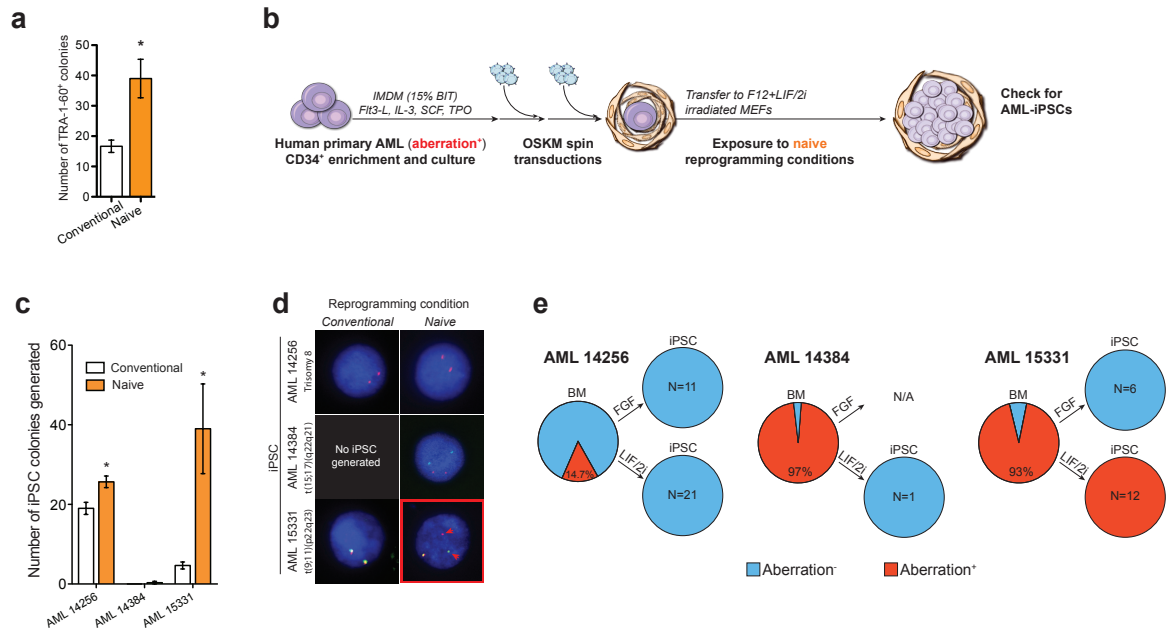 a
Number of TRA-1-60⁺ colonies
50
40
30
20
10
0
*
Conventional
Naive
b
IMDM (15% BIT)
Flt3-L, IL-3, SCF, TPO
Human primary AML (aberration⁺)
CD34⁺ enrichment and culture
OSKM spin
transductions
Transfer to F12+LIF/2i
irradiated MEFs
Exposure to naive
reprogramming conditions
Check for
AML-iPSCs
c
Number of iPSC colonies generated
60
40
20
0
Conventional
Naive
*
*
AML 14256
AML 14384
AML 15331
d
Reprogramming condition
Conventional
Naive
iPSC
AML 14256
Trisomy 8
AML 14384
t(15;17)(q22q21)
No iPSC
generated
AML 15331
t(9;11)(p22q23)
e
AML 14256
BM
14.7%
FGF
LIF/2i
iPSC
N=11
iPSC
N=21
AML 14384
BM
97%
FGF
LIF/2i
N/A
iPSC
N=1
AML 15331
BM
93%
FGF
LIF/2i
iPSC
N=6
iPSC
N=12
Aberration⁻
Aberration⁺